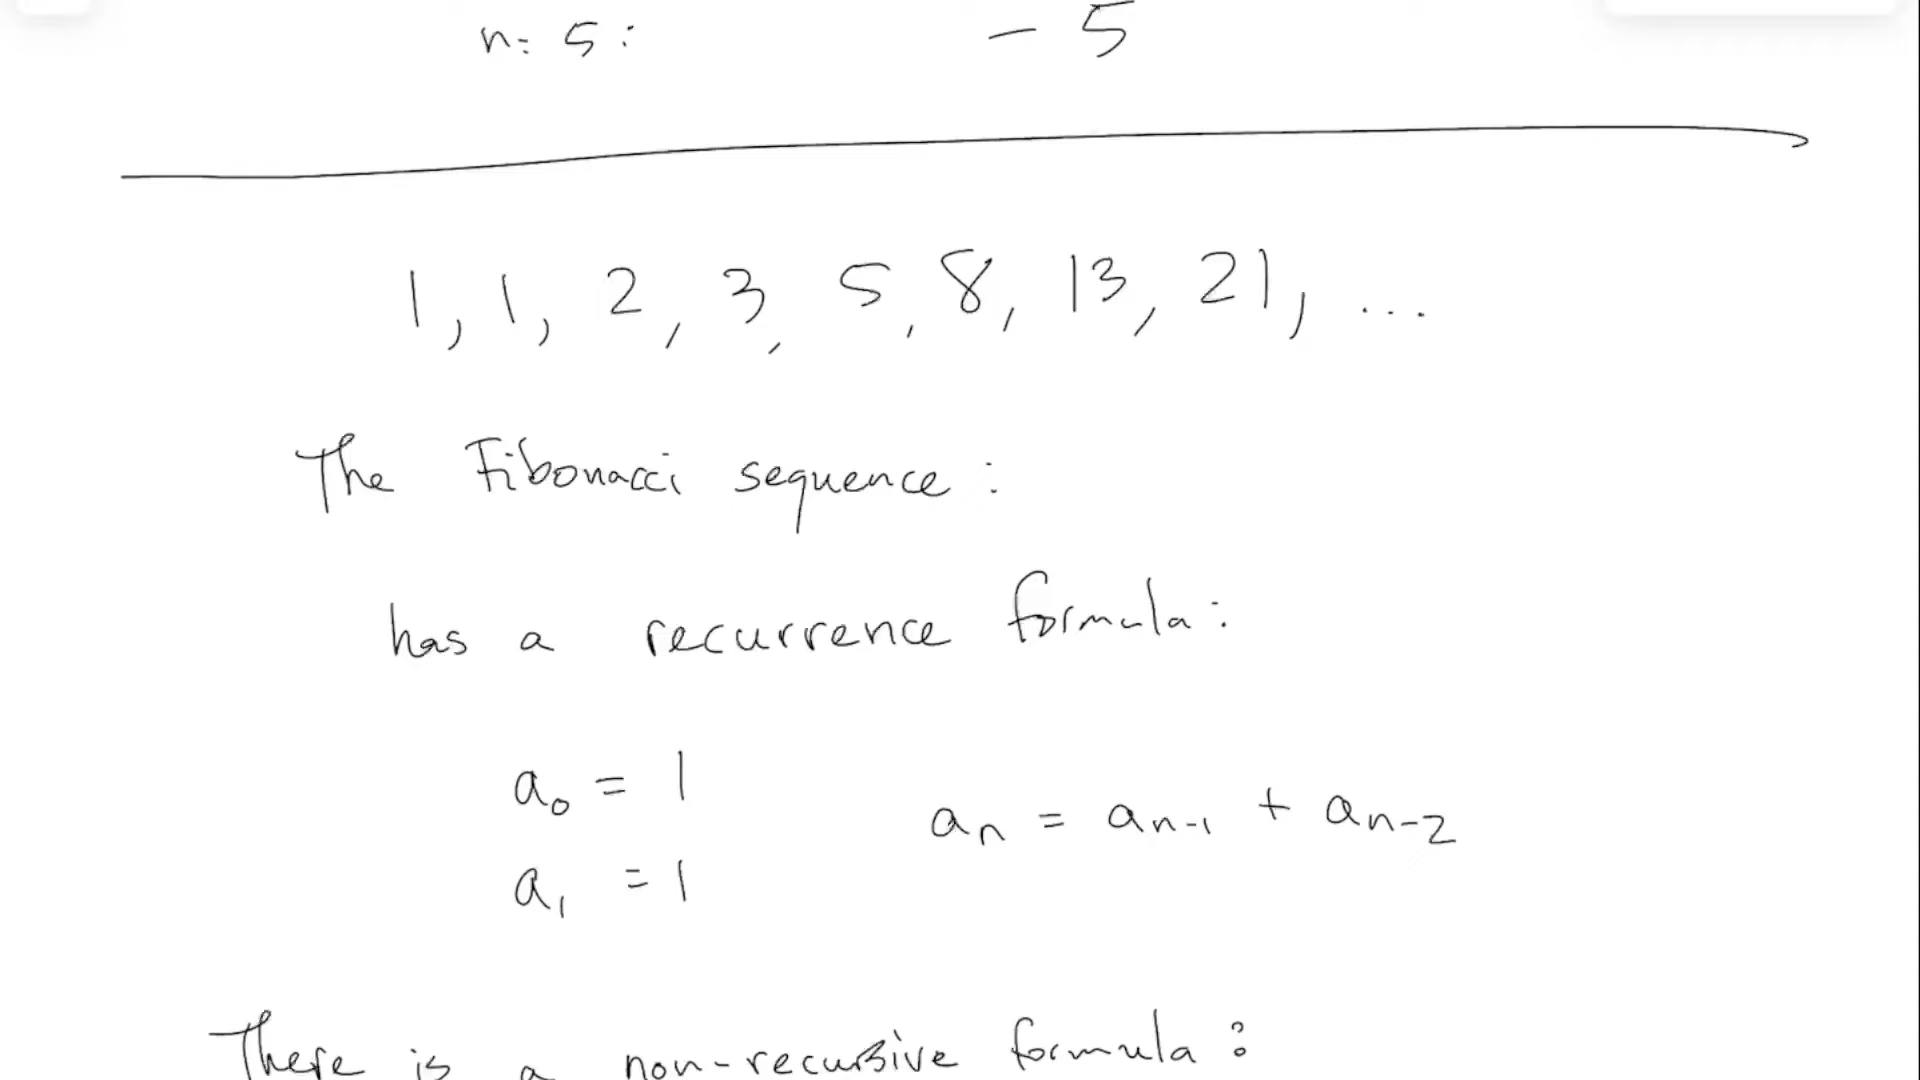 n = 5 : - 5
1, 1, 2, 3, 5, 8, 13, 21, ...
The Fibonacci sequence :
has a recurrence formula :
a₀ = 1
aₙ = aₙ₋₁ + aₙ₋₂
a₁ = 1
There is a non-recursive formula :